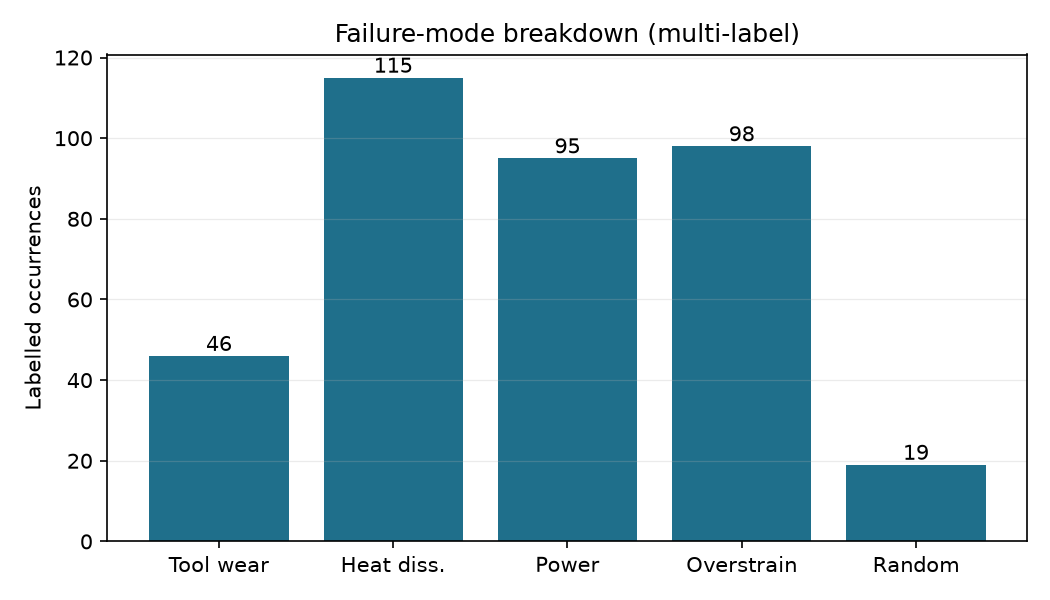 Failure-mode breakdown (multi-label)
Labelled occurrences
120
100
80
60
40
20
0
46
115
95
98
19
Tool wear
Heat diss.
Power
Overstrain
Random